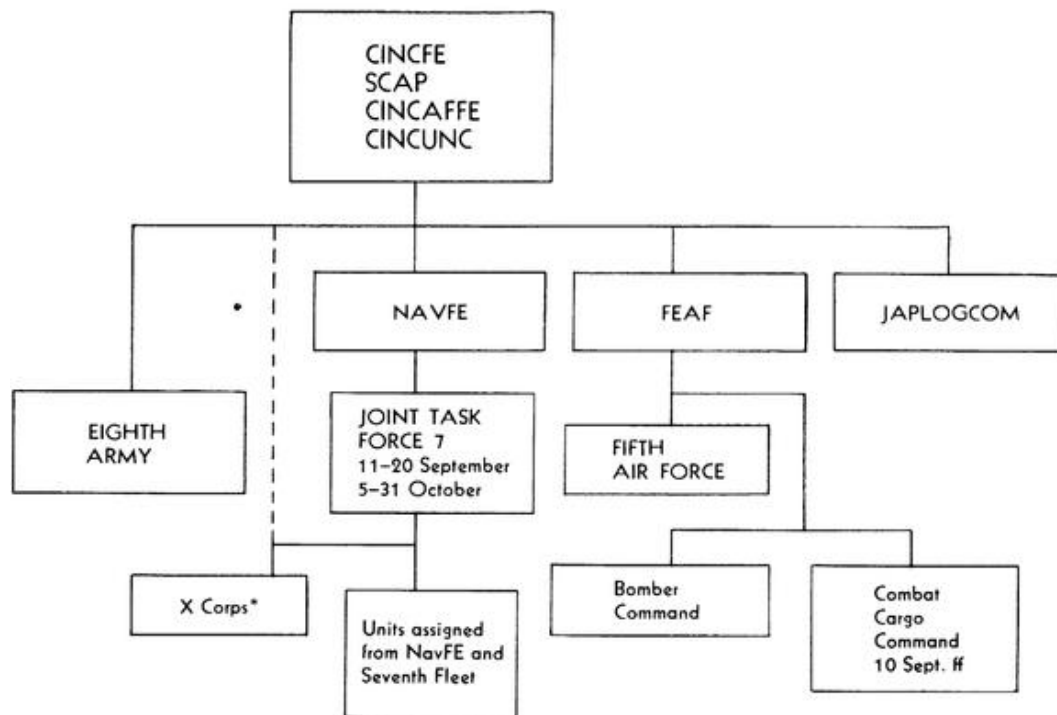 CINCFE
SCAP
CINCAFFE
CINCUNC
NAVFE
FEAF
JAPLOGCOM
EIGHTH
ARMY
JOINT TASK
FORCE 7
11–20 September
5–31 October
FIFTH
AIR FORCE
X Corps*
Units assigned
from NavFE and
Seventh Fleet
Bomber
Command
Combat
Cargo
Command
10 Sept. ff